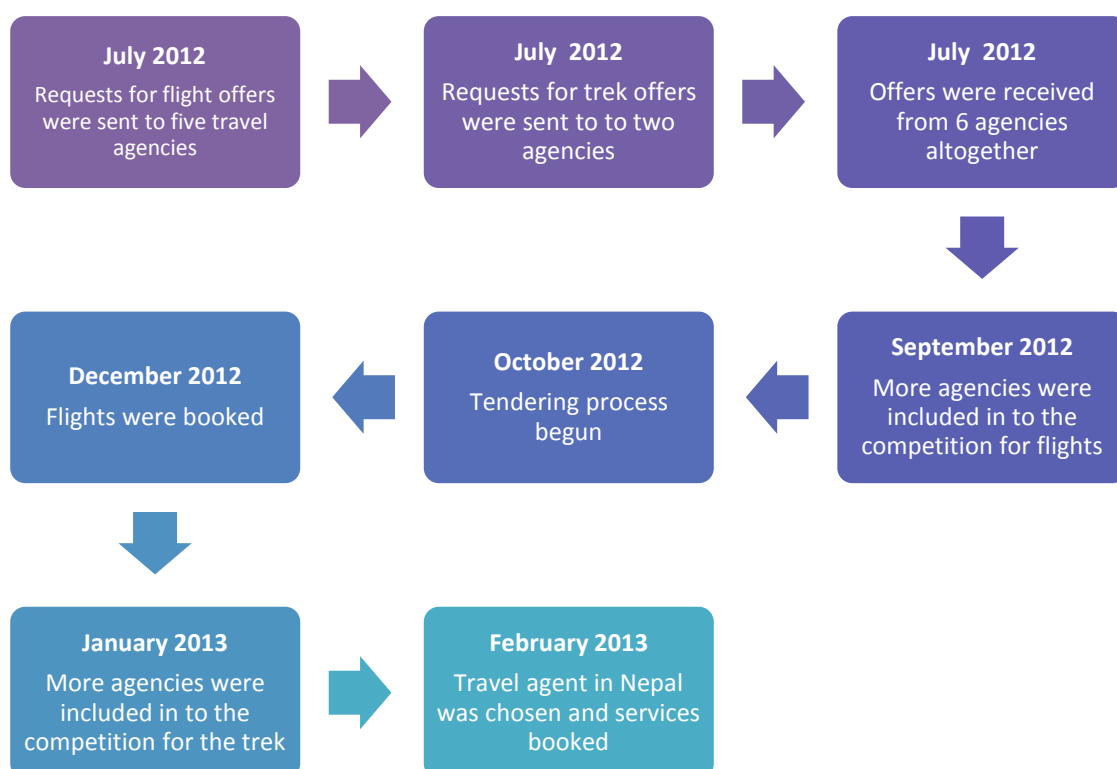 July 2012
Requests for flight offers
were sent to five travel
agencies
July  2012
Requests for trek offers
were sent to to two
agencies
July  2012
Offers were received
from 6 agencies
altogether
September 2012
More agencies were
included in to the
competition for flights
October 2012
Tendering process
begun
December 2012
Flights were booked
January 2013
More agencies were
included in to the
competition for the trek
February 2013
Travel agent in Nepal
was chosen and services
booked